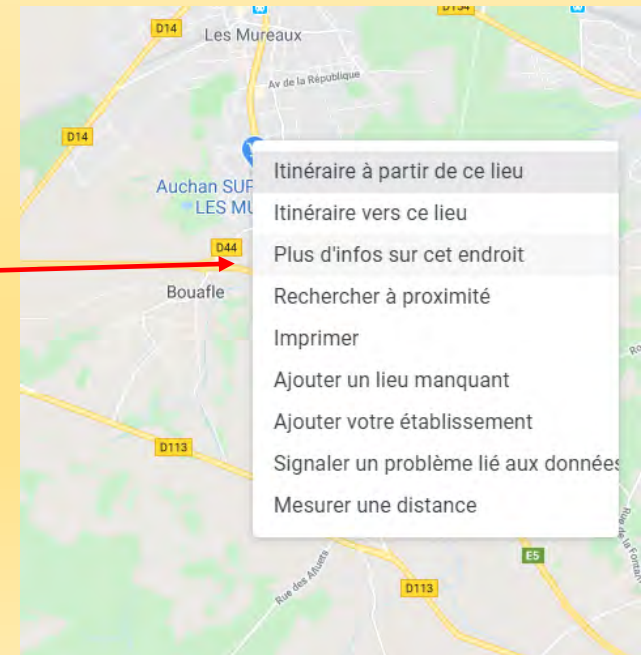 D14
D154
Les Mureaux
Av de la République
D14
Auchan SUP
LES MU
D44
Bouafle
Itinéraire à partir de ce lieu
Itinéraire vers ce lieu
Plus d'infos sur cet endroit
Rechercher à proximité
Imprimer
Ajouter un lieu manquant
Ajouter votre établissement
Signaler un problème lié aux données
Mesurer une distance
D113
E5
D113
Rue des Aluets